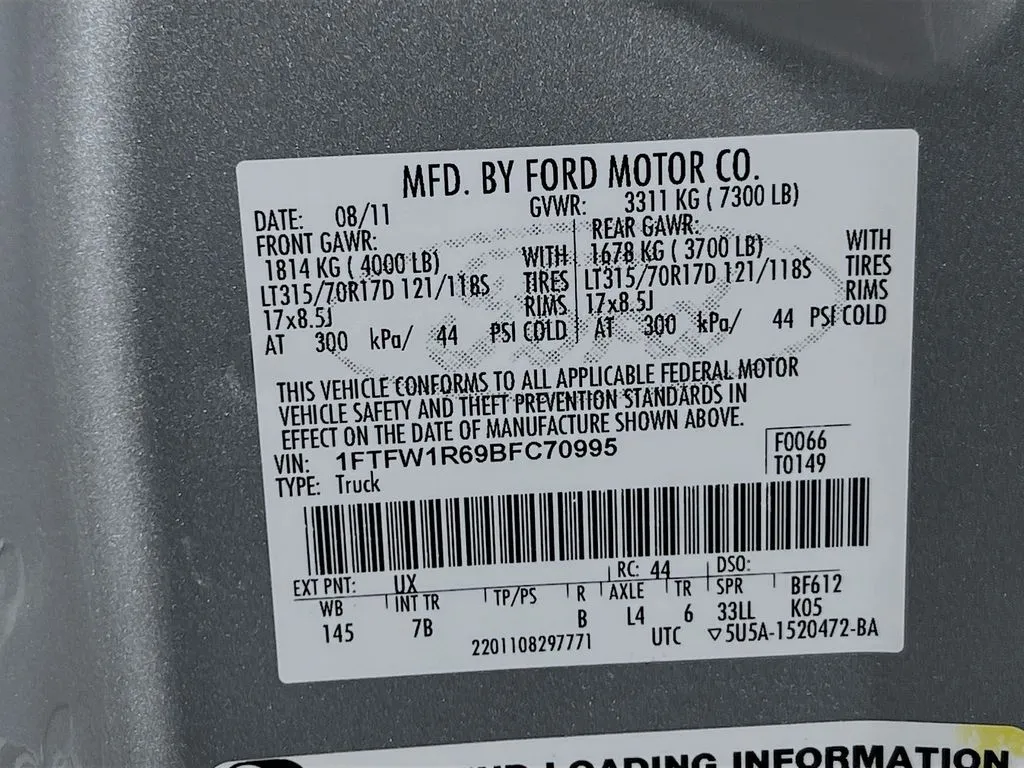 MFD. BY FORD MOTOR CO.
DATE: 08/11 GVWR: 3311 KG ( 7300 LB)
FRONT GAWR: REAR GAWR:
1814 KG ( 4000 LB) WITH 1678 KG ( 3700 LB) WITH
LT315/70R17D 121/118S TIRES LT315/70R17D 121/118S TIRES
17x8.5J RIMS 17x8.5J RIMS
AT 300 kPa/ 44 PSI COLD AT 300 kPa/ 44 PSI COLD
THIS VEHICLE CONFORMS TO ALL APPLICABLE FEDERAL MOTOR
VEHICLE SAFETY AND THEFT PREVENTION STANDARDS IN
EFFECT ON THE DATE OF MANUFACTURE SHOWN ABOVE.
VIN: 1FTFW1R69BFC70995 F0066
TYPE: Truck T0149
EXT PNT: UX RC: 44 DSO:
WB INT TR TP/PS R AXLE TR SPR BF612
145 7B B L4 6 33LL K05
2201108297771 UTC ▽5U5A-1520472-BA
LOADING INFORMATION